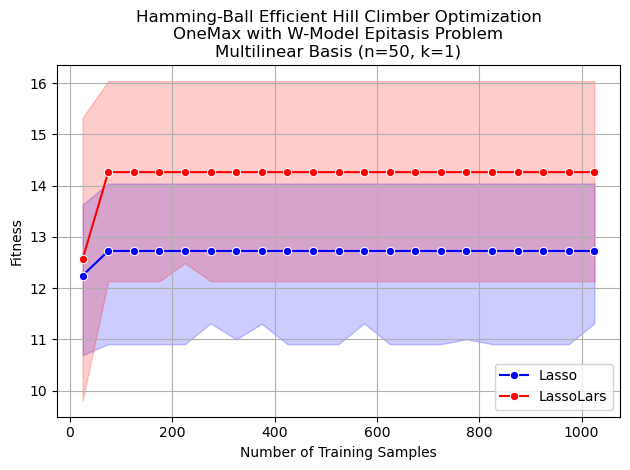 Hamming-Ball Efficient Hill Climber Optimization
OneMax with W-Model Epitasis Problem
Multilinear Basis (n=50, k=1)
Fitness
16
15
14
13
12
11
10
0
200
400
600
800
1000
Number of Training Samples
Lasso
LassoLars